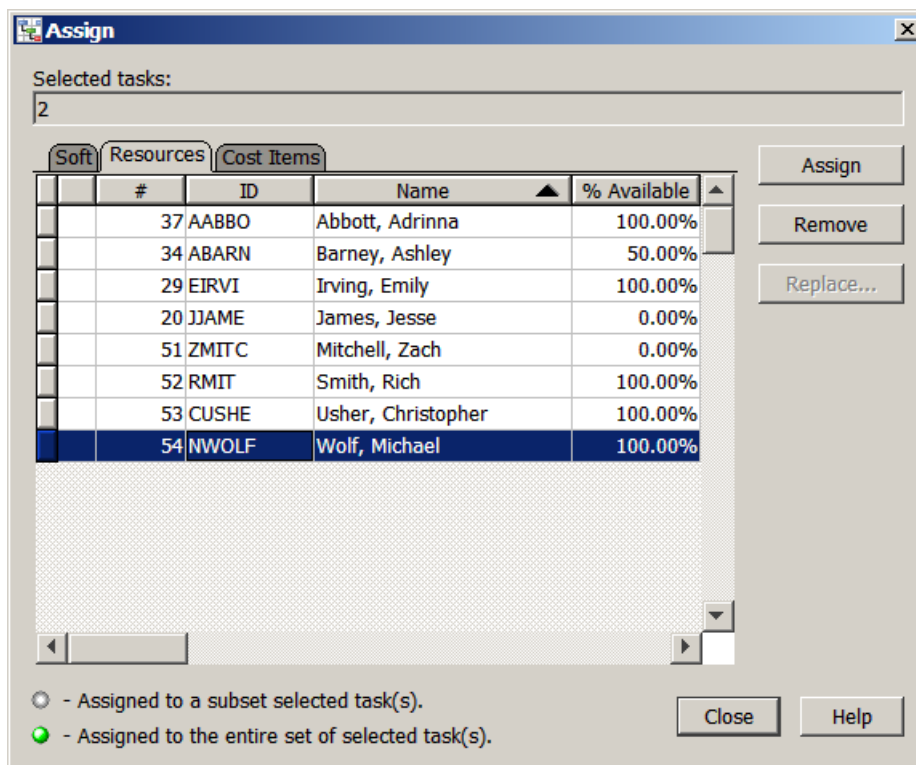 Assign
Selected tasks:
2
Soft Resources Cost Items
# ID Name % Available
37 AABBO Abbott, Adrinna 100.00%
34 ABARN Barney, Ashley 50.00%
29 EIRVI Irving, Emily 100.00%
20 JJAME James, Jesse 0.00%
51 ZMITC Mitchell, Zach 0.00%
52 RMIT Smith, Rich 100.00%
53 CUSHE Usher, Christopher 100.00%
54 NWOLF Wolf, Michael 100.00%
Assign
Remove
Replace...
- Assigned to a subset selected task(s).
- Assigned to the entire set of selected task(s).
Close Help